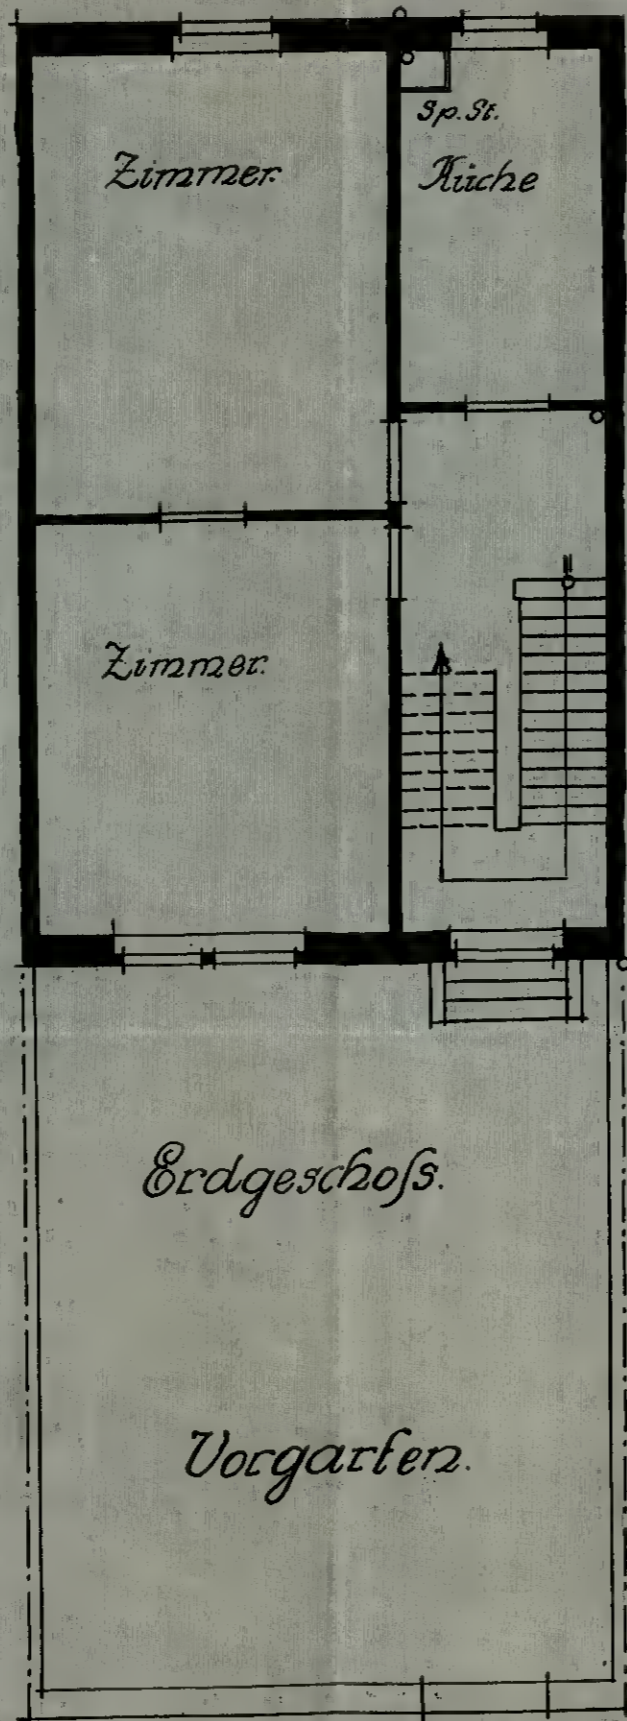 Zimmer.
Sp. St.
Küche
Zimmer.
Erdgeschoſs.
Vorgarten.